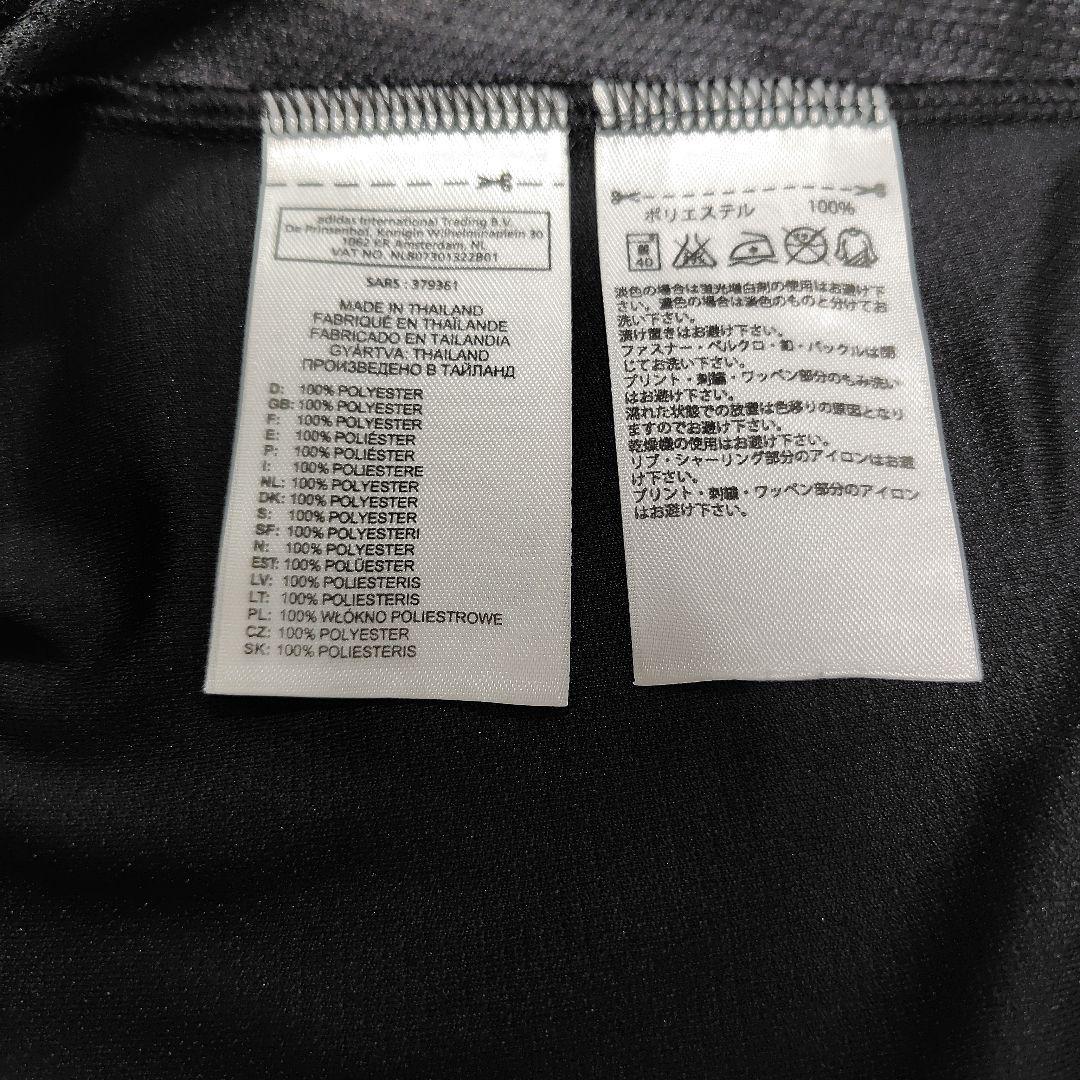 adidas International Trading B.V.
De Prinsenhof, Koningin Wilhelminaplein 30
1062 KR Amsterdam, NL
VAT NO. NL807301322B01
SARS : 379361
MADE IN THAILAND
FABRIQUÉ EN THAÏLANDE
FABRICADO EN TAILANDIA
GYÁRTVA: THAILAND
ПРОИЗВЕДЕНО В ТАЙЛАНД
D: 100% POLYESTER
GB: 100% POLYESTER
F: 100% POLYESTER
E: 100% POLIÉSTER
P: 100% POLIÉSTER
I: 100% POLIESTERE
NL: 100% POLYESTER
DK: 100% POLYESTER
S: 100% POLYESTER
SF: 100% POLYESTERI
N: 100% POLYESTER
EST: 100% POLÜESTER
LV: 100% POLIESTERIS
LT: 100% POLIESTERIS
PL: 100% WŁÓKNO POLIESTROWE
CZ: 100% POLYESTER
SK: 100% POLIESTERIS
ポリエステル 100%
40
淡色の場合は蛍光増白剤の使用はお避け下
さい。濃色の場合は淡色のものと分けてお
洗い下さい。
漬け置きはお避け下さい。
ファスナー・ベルクロ・釦・バックルは閉
じてお洗い下さい。
プリント・刺繍・ワッペン部分のもみ洗い
はお避け下さい。
濡れた状態での放置は色移りの原因となり
ますのでお避け下さい。
乾燥機の使用はお避け下さい。
リブ・シャーリング部分のアイロンはお避
け下さい。
プリント・刺繍・ワッペン部分のアイロン
はお避け下さい。